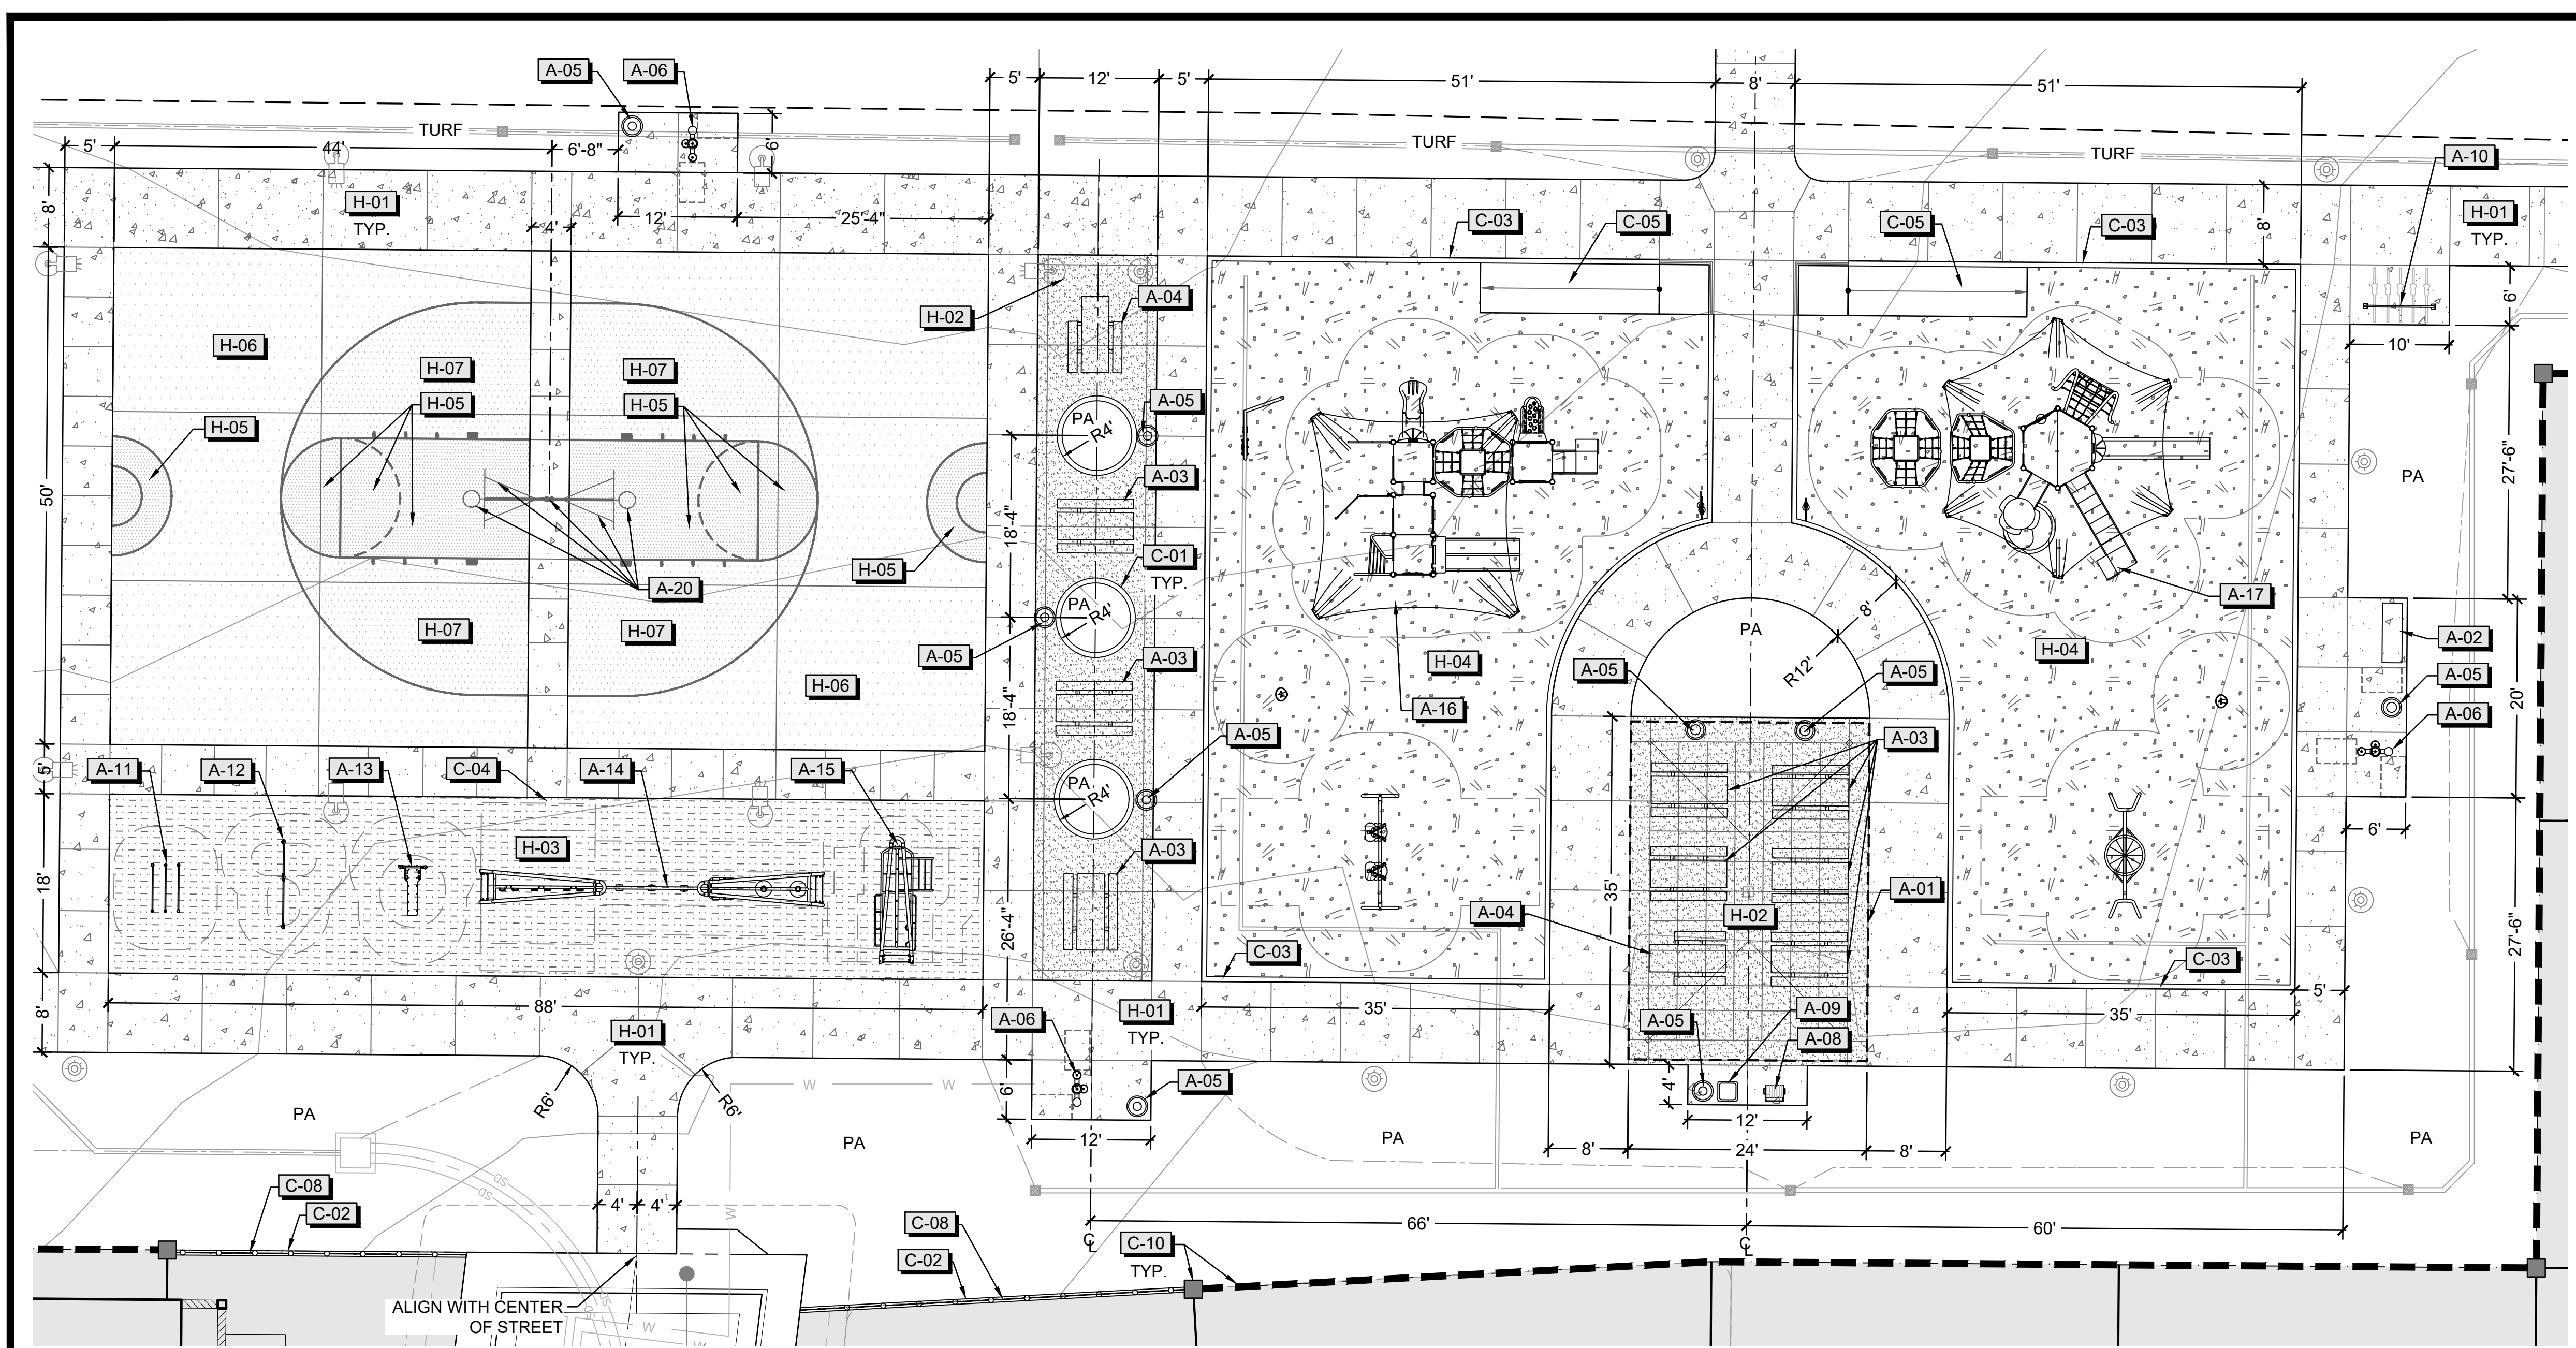 A-05
A-06
5'
12'
5'
51'
8'
51'
TURF
TURF
TURF
5'
44'
6'-8"
6'
A-10
8'
H-01
TYP.
12'
4'
25'-4"
C-03
C-05
C-05
C-03
8'
H-01
TYP.
A-04
H-02
6'
10'
H-06
H-07
H-07
H-05
H-05
H-05
PA
R4'
A-05
A-03
PA
27'-6"
50'
18'-4"
C-01
TYP.
H-05
A-20
PA
R4'
8'
A-17
H-07
H-07
PA
A-02
A-05
A-03
H-04
H-04
R12'
A-05
A-05
A-05
H-06
18'-4"
A-16
20'
A-06
A-05
A-03
5'
A-11
A-12
A-13
C-04
A-14
A-15
PA
R4'
6'
H-03
A-03
18'
35'
A-01
A-04
H-02
26'-4"
C-03
C-03
27'-6"
5'
88'
8'
H-01
TYP.
A-06
H-01
TYP.
35'
A-05
A-09
A-08
35'
R6'
R6'
6'
A-05
4'
12'
PA
W
W
PA
12'
PA
8'
24'
8'
PA
SD
SD
C-08
C-02
4'
4'
W
C-08
C-02
66'
60'
CL
CL
C-10
TYP.
ALIGN WITH CENTER
OF STREET
SD
SD
W
W